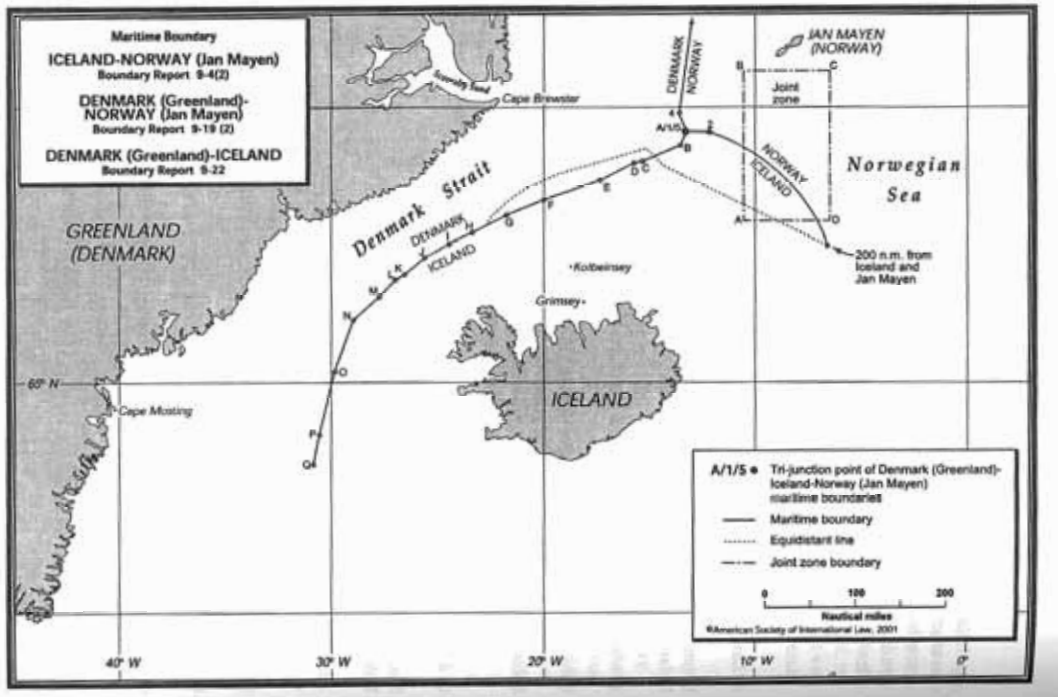 Maritime Boundary
ICELAND-NORWAY (Jan Mayen)
Boundary Report 9-4(2)
DENMARK (Greenland)-
NORWAY (Jan Mayen)
Boundary Report 9-19 (2)
DENMARK (Greenland)-ICELAND
Boundary Report 9-22
Scoresby Sund
Cape Brewster
DENMARK
NORWAY
JAN MAYEN
(NORWAY)
B
C
Joint
zone
4
A/1/5
2
B
D C
E
F
G
H
I
J
K
L
M
N
O
P
Q
NORWAY
ICELAND
A
D
Norwegian
Sea
200 n.m. from
Iceland and
Jan Mayen
Denmark Strait
DENMARK
ICELAND
GREENLAND
(DENMARK)
Kolbeinsey
Grimsey
ICELAND
65° N
Cape Mosting
A/1/5 • Tri-junction point of Denmark (Greenland)-
Iceland-Norway (Jan Mayen)
maritime boundaries
Maritime boundary
Equidistant line
Joint zone boundary
0 100 200
Nautical miles
©American Society of International Law, 2001
40° W
30° W
20° W
10° W
0°